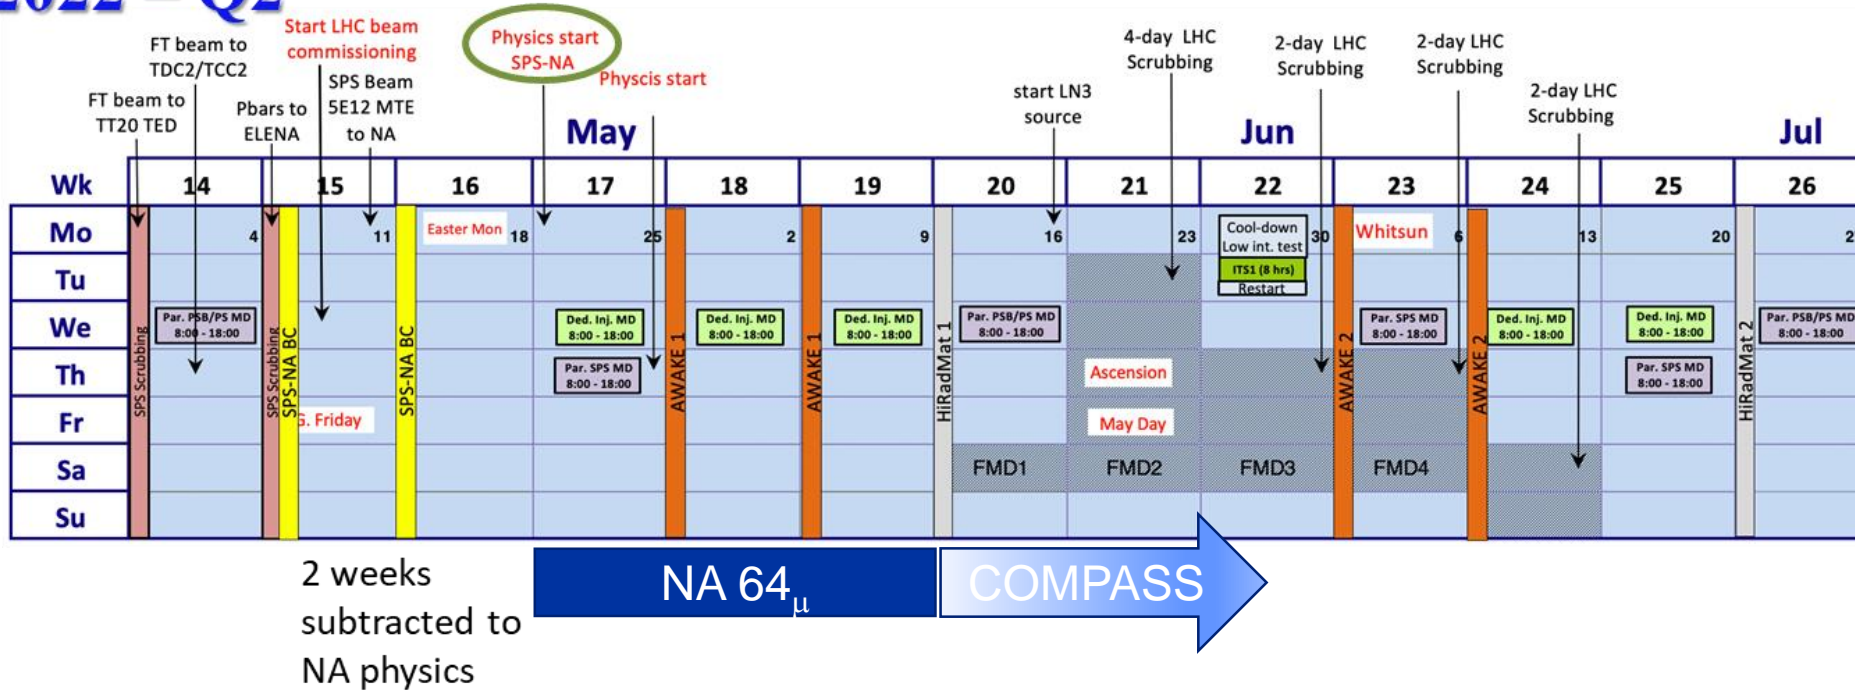 2022 – Q2
FT beam to
TDC2/TCC2
Start LHC beam
commissioning
Physics start
SPS-NA
Physcis start
4-day LHC
Scrubbing
2-day LHC
Scrubbing
2-day LHC
Scrubbing
FT beam to
TT20 TED
Pbars to
ELENA
SPS Beam
5E12 MTE
to NA
start LN3
source
2-day LHC
Scrubbing
May
Jun
Jul
Wk 14 15 16 17 18 19 20 21 22 23 24 25 26
Mo 4 11 Easter Mon 18 25 2 9 16 23 30 Whitsun 6 13 20 2
Cool-down
Low int. test
Tu
ITS1 (8 hrs)
Restart
We
Par. PSB/PS MD
8:00 - 18:00
Ded. Inj. MD
8:00 - 18:00
Ded. Inj. MD
8:00 - 18:00
Ded. Inj. MD
8:00 - 18:00
Par. PSB/PS MD
8:00 - 18:00
Par. SPS MD
8:00 - 18:00
Ded. Inj. MD
8:00 - 18:00
Ded. Inj. MD
8:00 - 18:00
Par. PSB/PS MD
8:00 - 18:00
Th
Par. SPS MD
8:00 - 18:00
Ascension
Par. SPS MD
8:00 - 18:00
Fr
G. Friday
May Day
Sa
FMD1 FMD2 FMD3 FMD4
Su
SPS Scrubbing
SPS Scrubbing
SPS-NA BC
SPS-NA BC
AWAKE 1
AWAKE 1
HiRadMat 1
AWAKE 2
AWAKE 2
HiRadMat 2
2 weeks
subtracted to
NA physics
NA 64μ
COMPASS